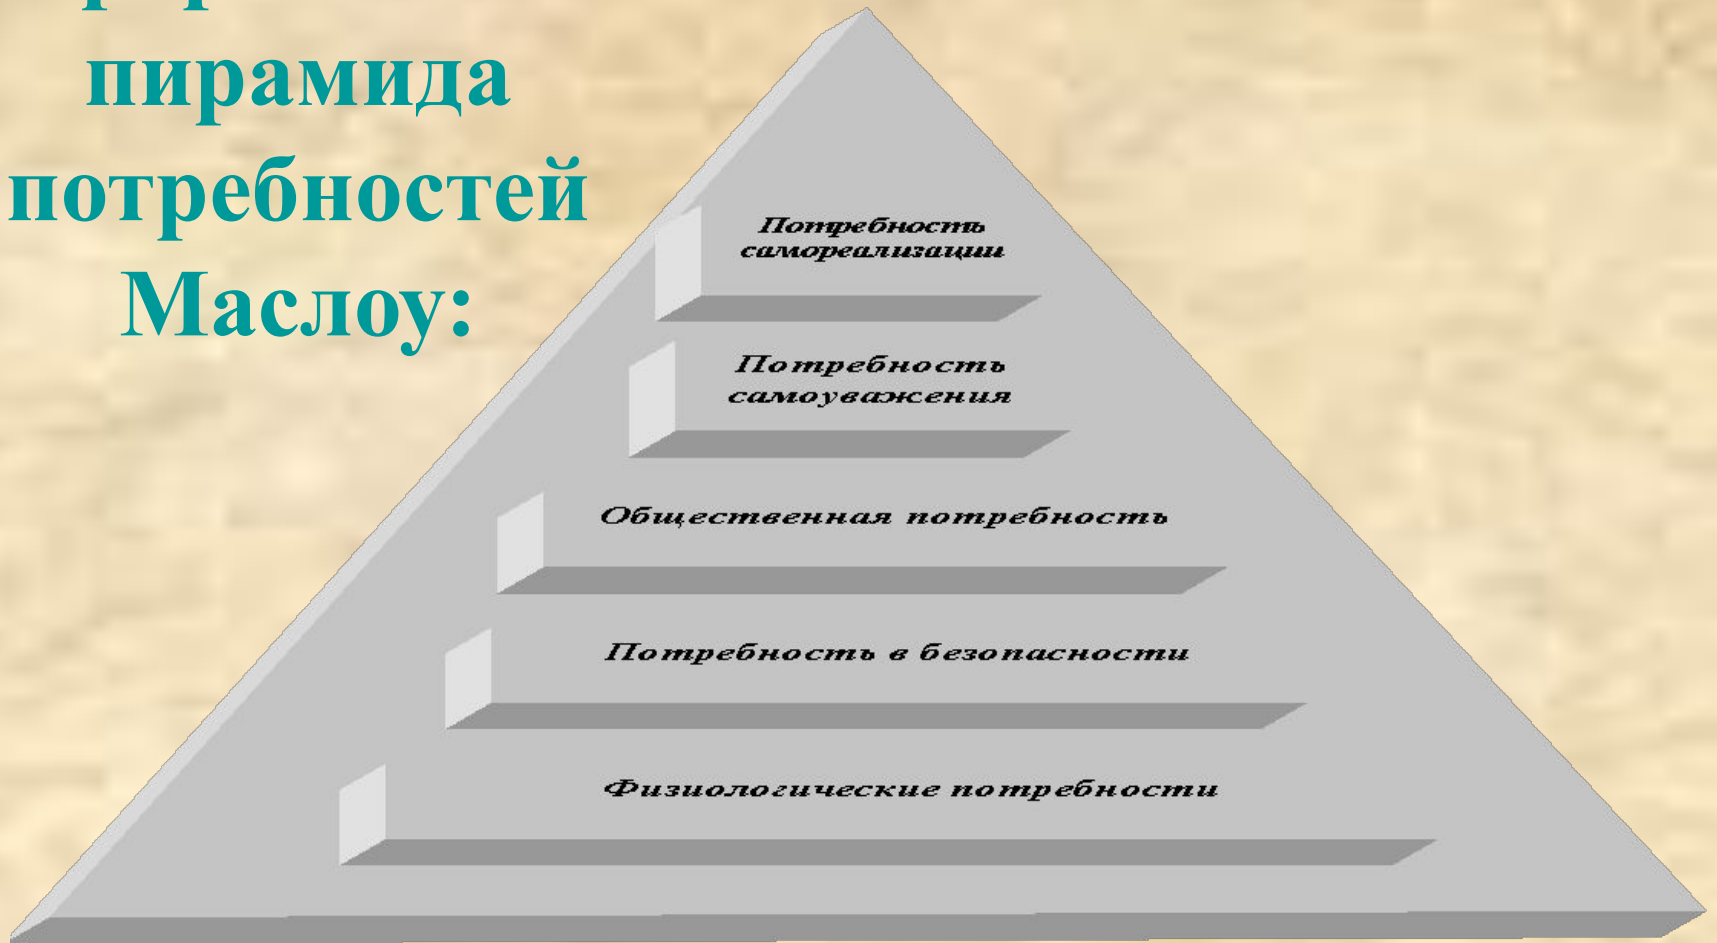 пирамида
потребностей
Маслоу:
Потребность
самореализации
Потребность
самоуважения
Общественная потребность
Потребность в безопасности
Физиологические потребности